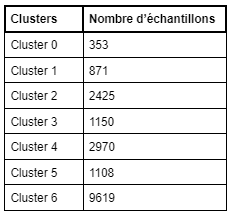 Clusters Nombre d'échantillons
Cluster 0 353
Cluster 1 871
Cluster 2 2425
Cluster 3 1150
Cluster 4 2970
Cluster 5 1108
Cluster 6 9619